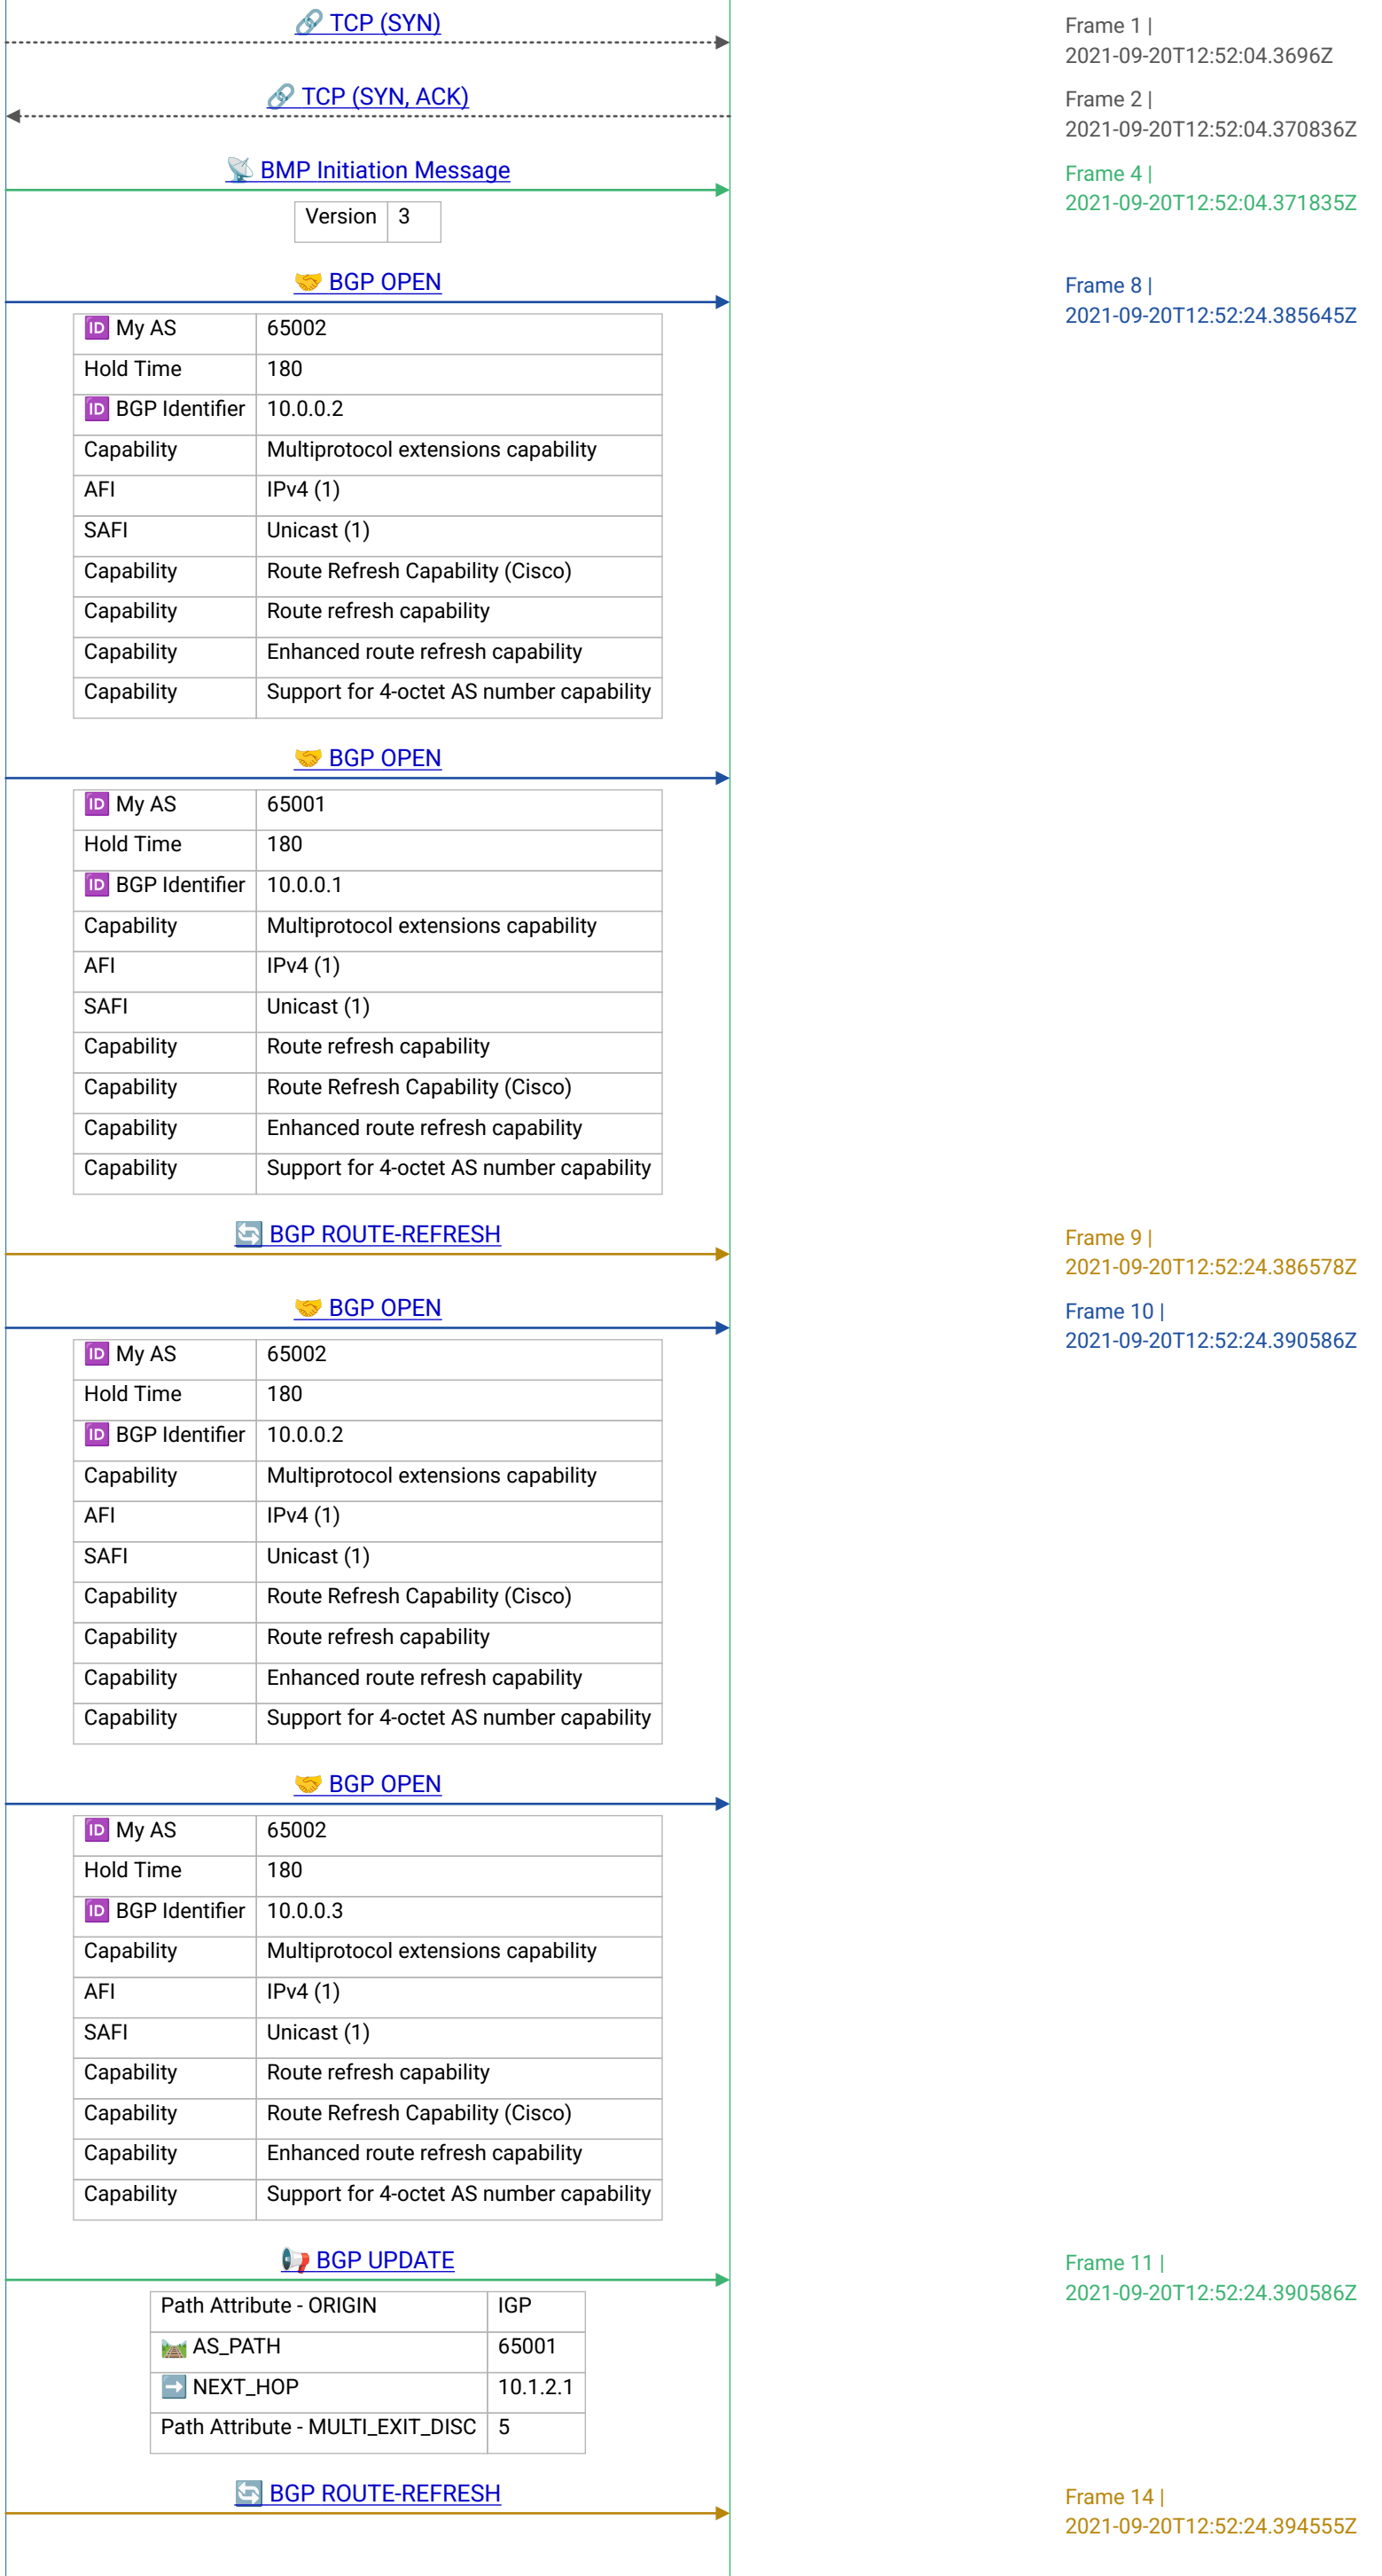 🔗 TCP (SYN)
Frame 1 |
2021-09-20T12:52:04.3696Z
🔗 TCP (SYN, ACK)
Frame 2 |
2021-09-20T12:52:04.370836Z
📡 BMP Initiation Message
Frame 4 |
2021-09-20T12:52:04.371835Z
Version 3
🤝 BGP OPEN
Frame 8 |
2021-09-20T12:52:24.385645Z
🆔 My AS 65002
Hold Time 180
🆔 BGP Identifier 10.0.0.2
Capability Multiprotocol extensions capability
AFI IPv4 (1)
SAFI Unicast (1)
Capability Route Refresh Capability (Cisco)
Capability Route refresh capability
Capability Enhanced route refresh capability
Capability Support for 4-octet AS number capability
🤝 BGP OPEN
🆔 My AS 65001
Hold Time 180
🆔 BGP Identifier 10.0.0.1
Capability Multiprotocol extensions capability
AFI IPv4 (1)
SAFI Unicast (1)
Capability Route refresh capability
Capability Route Refresh Capability (Cisco)
Capability Enhanced route refresh capability
Capability Support for 4-octet AS number capability
🔄 BGP ROUTE-REFRESH
Frame 9 |
2021-09-20T12:52:24.386578Z
🤝 BGP OPEN
Frame 10 |
2021-09-20T12:52:24.390586Z
🆔 My AS 65002
Hold Time 180
🆔 BGP Identifier 10.0.0.2
Capability Multiprotocol extensions capability
AFI IPv4 (1)
SAFI Unicast (1)
Capability Route Refresh Capability (Cisco)
Capability Route refresh capability
Capability Enhanced route refresh capability
Capability Support for 4-octet AS number capability
🤝 BGP OPEN
🆔 My AS 65002
Hold Time 180
🆔 BGP Identifier 10.0.0.3
Capability Multiprotocol extensions capability
AFI IPv4 (1)
SAFI Unicast (1)
Capability Route refresh capability
Capability Route Refresh Capability (Cisco)
Capability Enhanced route refresh capability
Capability Support for 4-octet AS number capability
📢 BGP UPDATE
Frame 11 |
2021-09-20T12:52:24.390586Z
Path Attribute - ORIGIN IGP
🛤️ AS_PATH 65001
➡️ NEXT_HOP 10.1.2.1
Path Attribute - MULTI_EXIT_DISC 5
🔄 BGP ROUTE-REFRESH
Frame 14 |
2021-09-20T12:52:24.394555Z